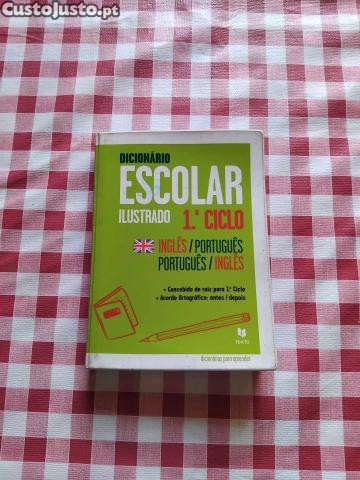 CustoJusto.pt
DICIONÁRIO
ESCOLAR
ILUSTRADO 1.º CICLO
INGLÊS / PORTUGUÊS
PORTUGUÊS / INGLÊS
• Concebido de raiz para 1.º Ciclo
• Acordo Ortográfico: antes / depois
TEXTO
dicionários para aprender